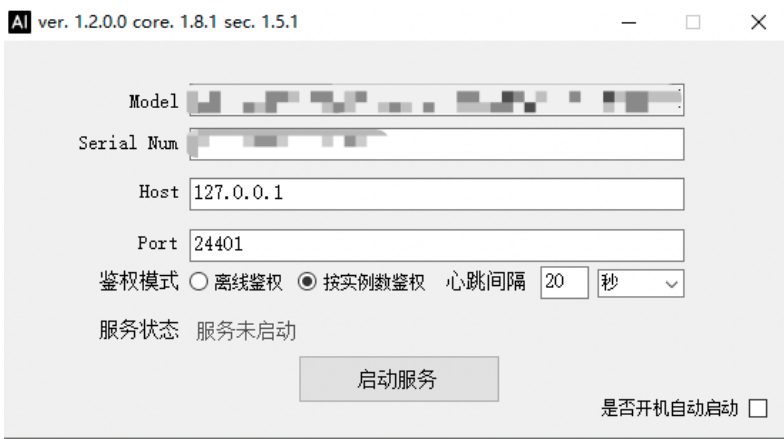 AI ver. 1.2.0.0 core. 1.8.1 sec. 1.5.1
Model
Serial Num
Host 127.0.0.1
Port 24401
鉴权模式 离线鉴权 按实例数鉴权 心跳间隔 20 秒
服务状态 服务未启动
启动服务
是否开机自动启动